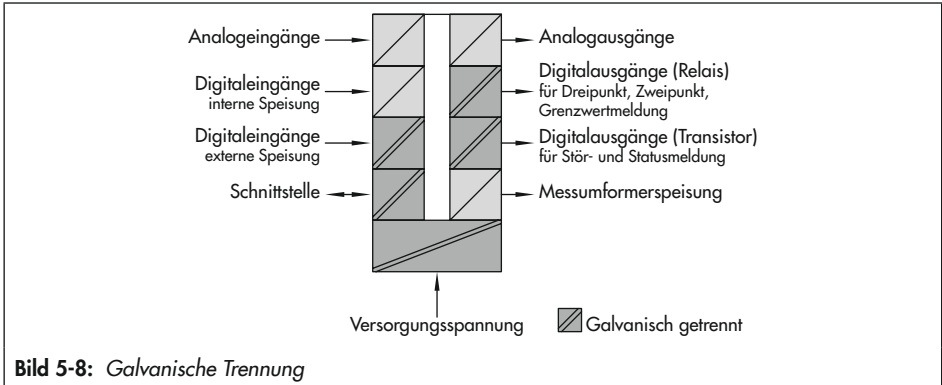 Analogeingänge
Digitaleingänge
interne Speisung
Digitaleingänge
externe Speisung
Schnittstelle
Analogausgänge
Digitalausgänge (Relais)
für Dreipunkt, Zweipunkt,
Grenzwertmeldung
Digitalausgänge (Transistor)
für Stör- und Statusmeldung
Messumformerspeisung
Versorgungsspannung
Galvanisch getrennt
Bild 5-8: Galvanische Trennung